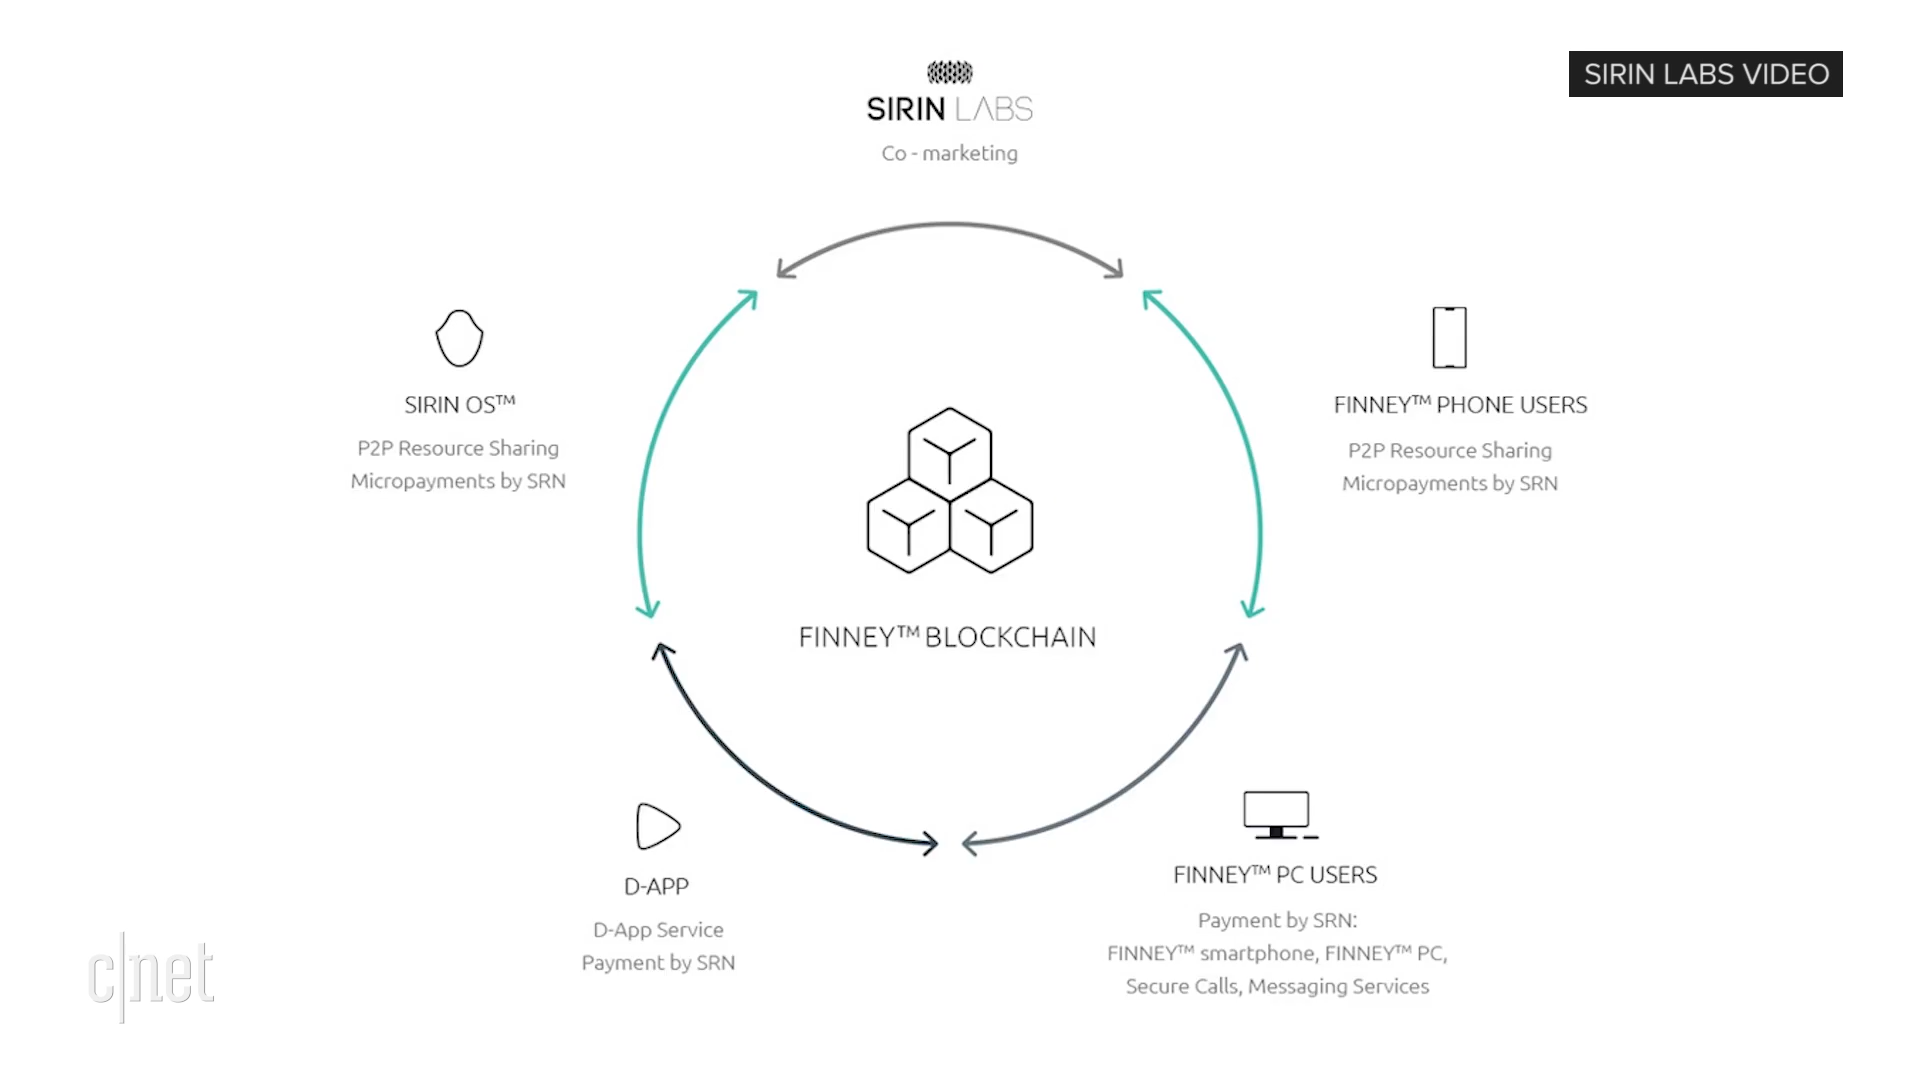 SIRIN LABS VIDEO
SIRIN LABS
Co - marketing
SIRIN OS™
P2P Resource Sharing
Micropayments by SRN
FINNEY™ PHONE USERS
P2P Resource Sharing
Micropayments by SRN
FINNEY™ BLOCKCHAIN
D-APP
D-App Service
Payment by SRN
FINNEY™ PC USERS
Payment by SRN:
FINNEY™ smartphone, FINNEY™ PC,
Secure Calls, Messaging Services
c|net